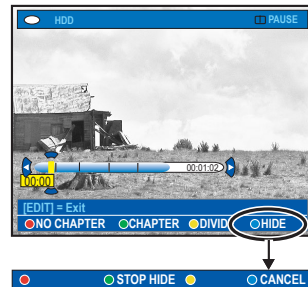 HDD PAUSE
00:01:02
00:00
[EDIT] = Exit
NO CHAPTER CHAPTER DIVID HIDE
STOP HIDE CANCEL